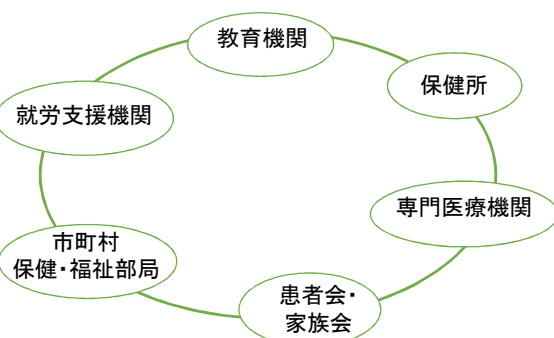 教育機関
保健所
就労支援機関
専門医療機関
市町村
保健・福祉部局
患者会・
家族会